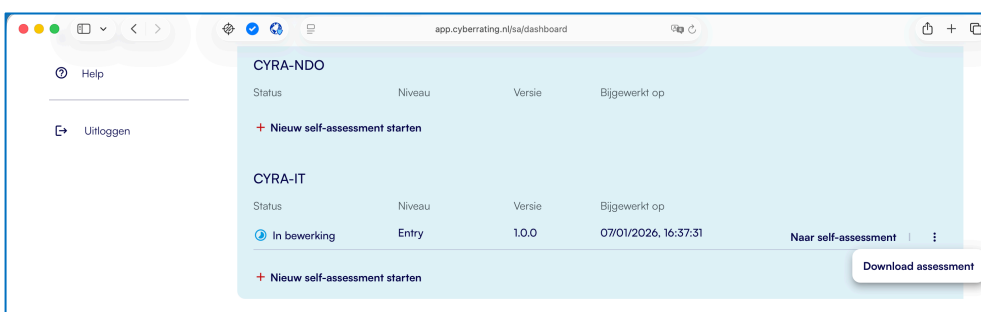 app.cyberrating.nl/sa/dashboard
Help
Uitloggen
CYRA-NDO
Status Niveau Versie Bijgewerkt op
+ Nieuw self-assessment starten
CYRA-IT
Status Niveau Versie Bijgewerkt op
In bewerking Entry 1.0.0 07/01/2026, 16:37:31 Naar self-assessment
Download assessment
+ Nieuw self-assessment starten